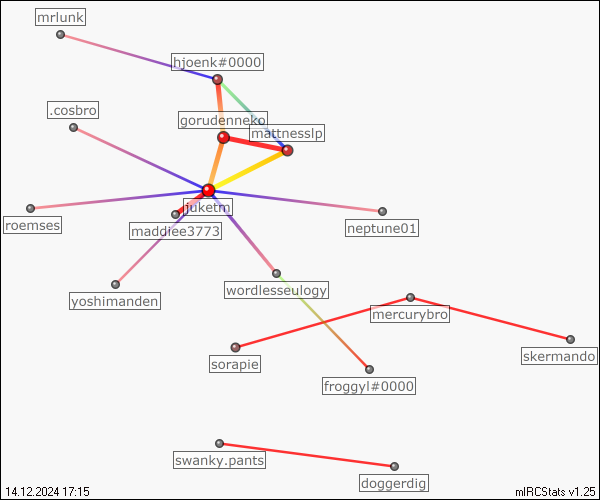 mrlunk
hjoenk#0000
.cosbro
gorudenneko
mattnesslp
juketm
roemses
maddiee3773
neptune01
yoshimanden
wordlesseulogy
mercurybro
sorapie
skermando
froggyl#0000
swanky.pants
doggerdig
14.12.2024 17:15
mIRCStats v1.25